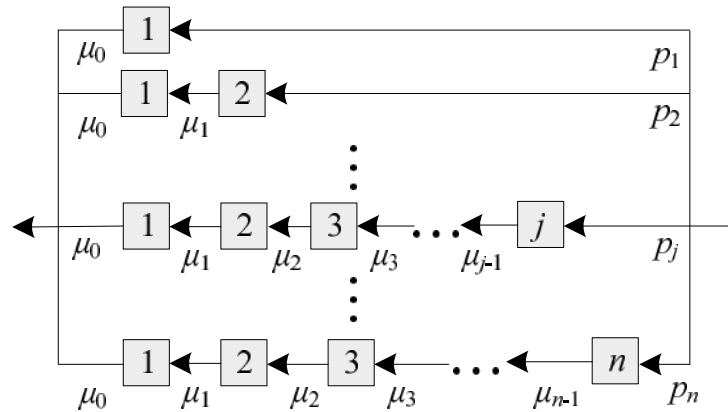 1
μ0 p1
1 2
μ0 μ1 p2
1 2 3 ... j
μ0 μ1 μ2 μ3 μj-1 pj
1 2 3 ... n
μ0 μ1 μ2 μ3 μn-1 pn